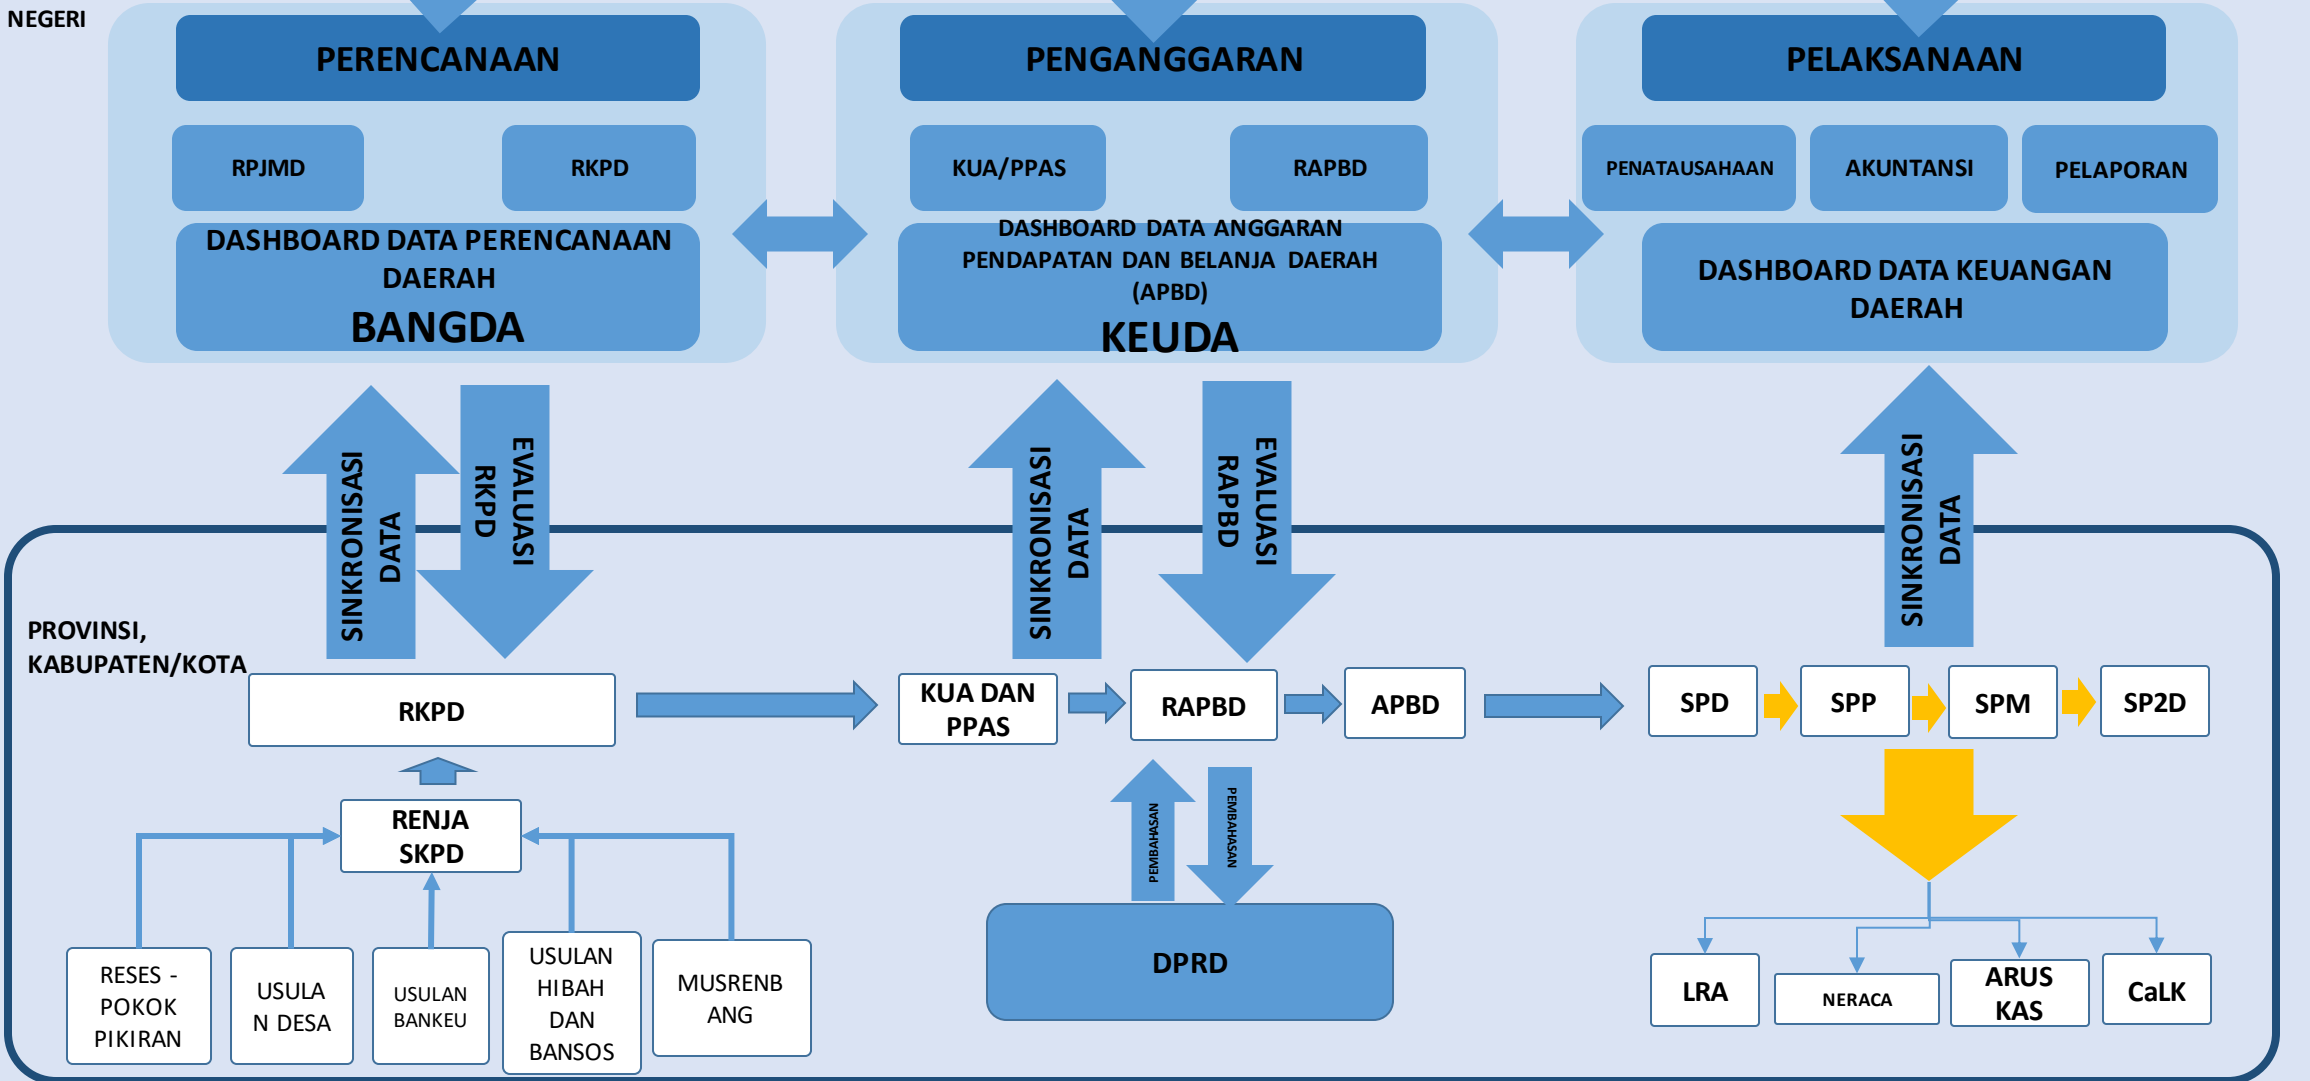 NEGERI
PERENCANAAN
RPJMD
RKPD
DASHBOARD DATA PERENCANAAN
DAERAH
BANGDA
PENGANGGARAN
KUA/PPAS
RAPBD
DASHBOARD DATA ANGGARAN
PENDAPATAN DAN BELANJA DAERAH
(APBD)
KEUDA
PELAKSANAAN
PENATAUSAHAAN
AKUNTANSI
PELAPORAN
DASHBOARD DATA KEUANGAN
DAERAH
SINKRONISASI
DATA
EVALUASI
RKPD
SINKRONISASI
DATA
EVALUASI
RAPBD
SINKRONISASI
DATA
PROVINSI,
KABUPATEN/KOTA
RKPD
KUA DAN
PPAS
RAPBD
APBD
SPD
SPP
SPM
SP2D
RENJA
SKPD
PEMBAHASAN
PEMBAHASAN
RESES -
POKOK
PIKIRAN
USULA
N DESA
USULAN
BANKEU
USULAN
HIBAH
DAN
BANSOS
MUSRENB
ANG
DPRD
LRA
NERACA
ARUS
KAS
CaLK